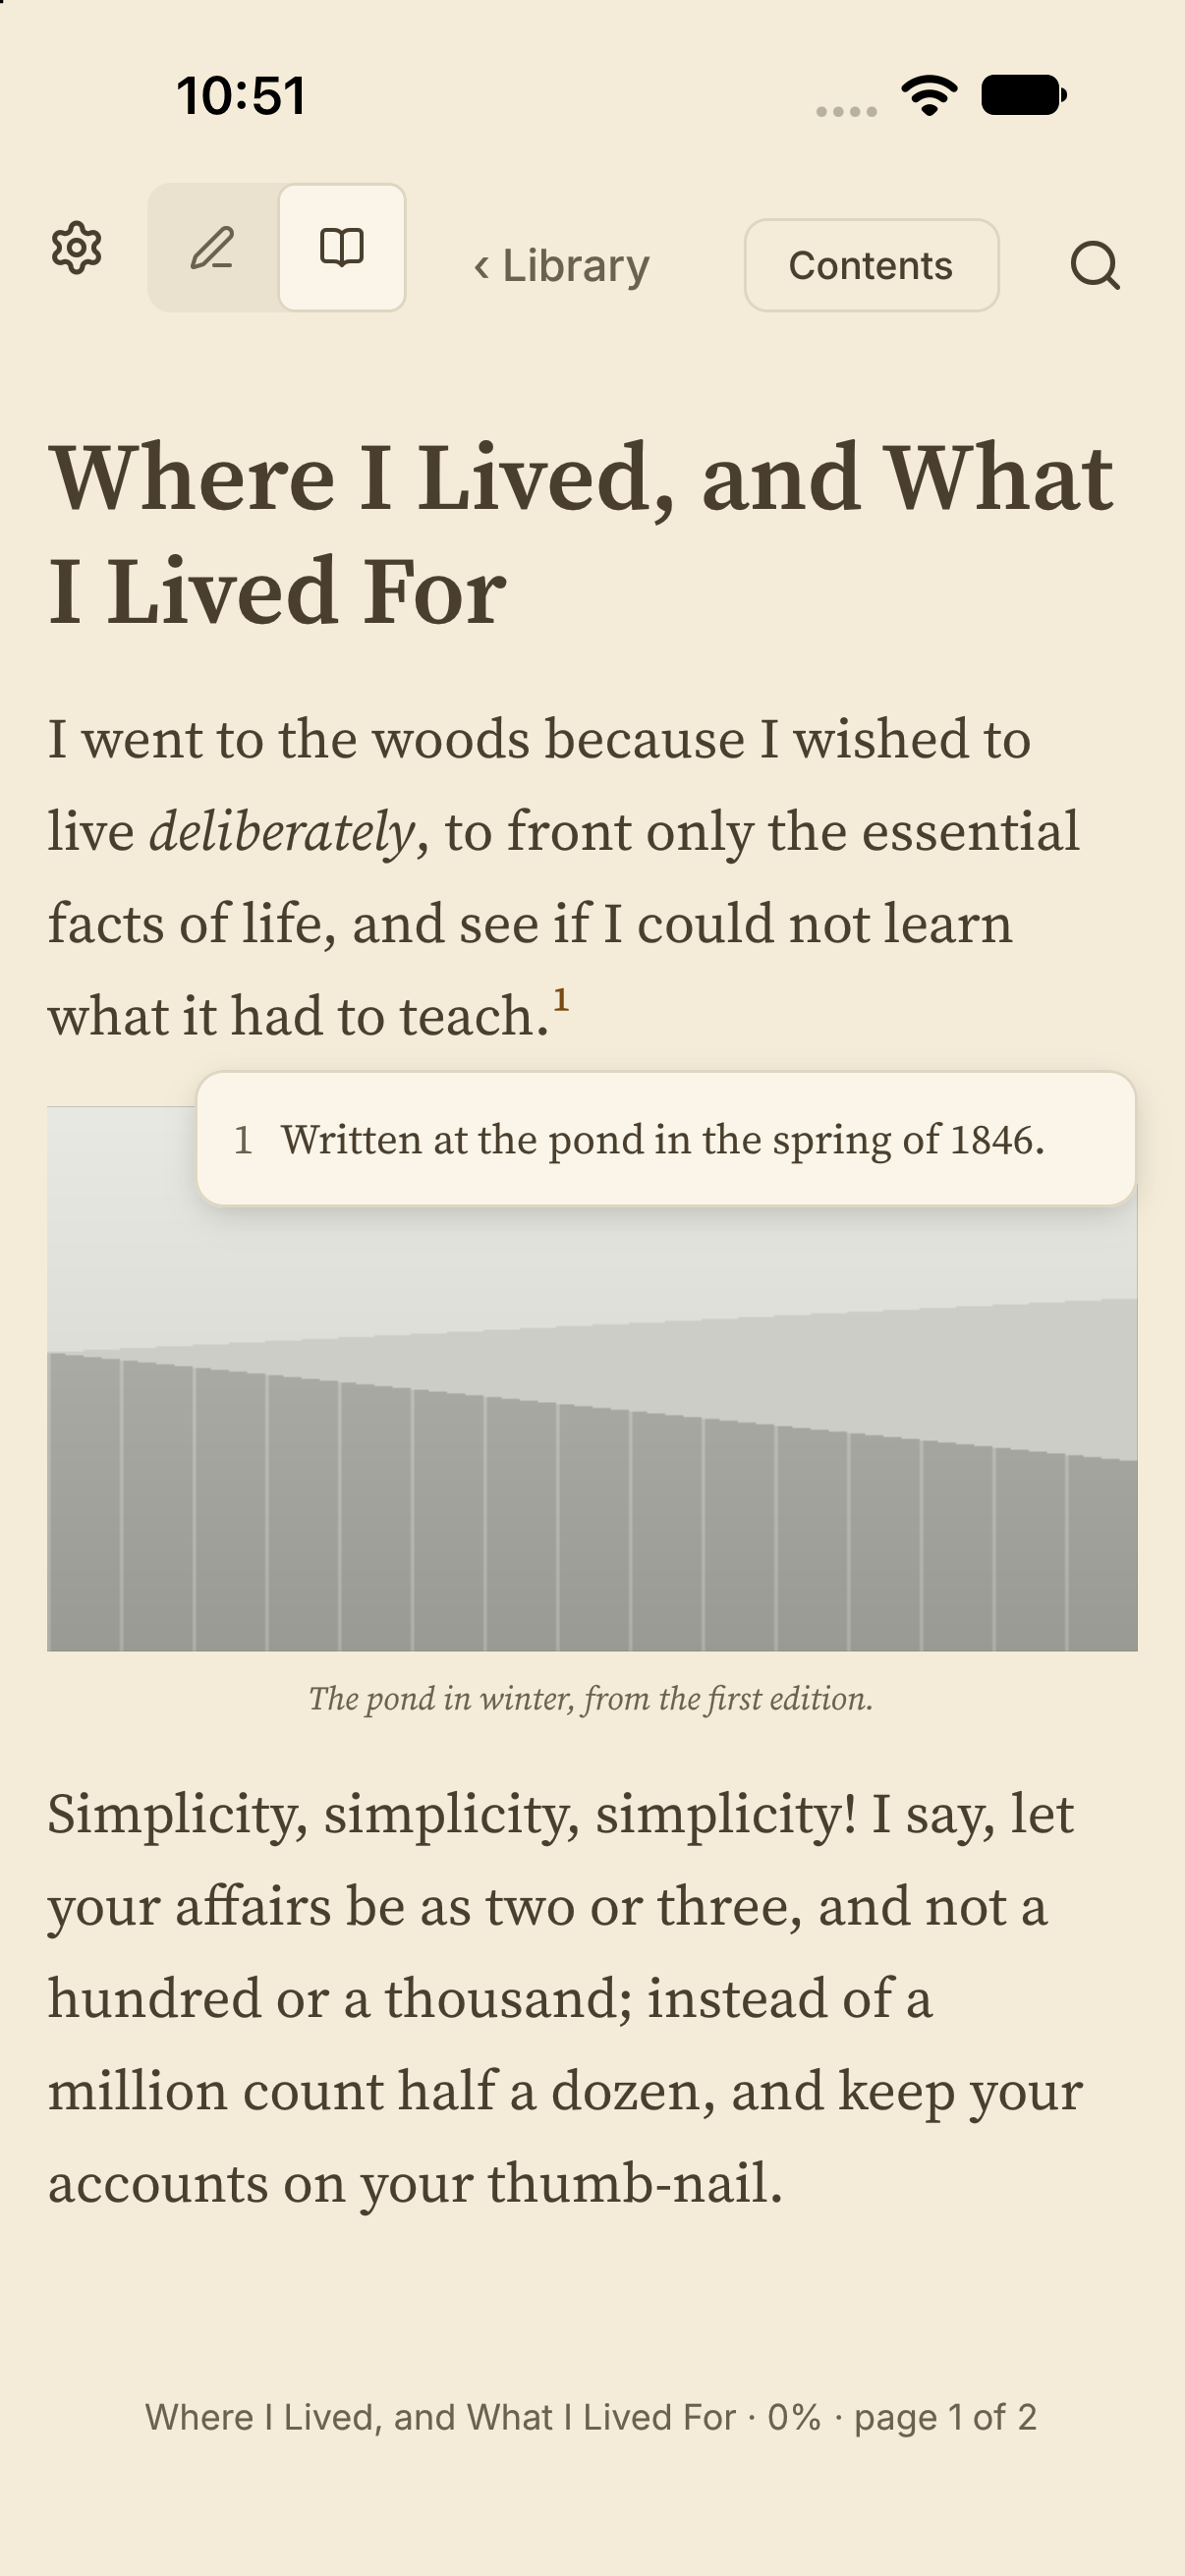 10:51
‹ Library
Contents
Where I Lived, and What
I Lived For
I went to the woods because I wished to
live deliberately, to front only the essential
facts of life, and see if I could not learn
what it had to teach.1
1 Written at the pond in the spring of 1846.
The pond in winter, from the first edition.
Simplicity, simplicity, simplicity! I say, let
your affairs be as two or three, and not a
hundred or a thousand; instead of a
million count half a dozen, and keep your
accounts on your thumb-nail.
Where I Lived, and What I Lived For · 0% · page 1 of 2